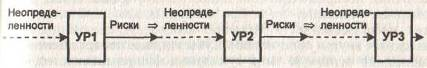 Неопреде- Неопреде- Неопреде-
ленности УР1 Риски ⇒ ленности УР2 Риски ⇒ ленности УР3